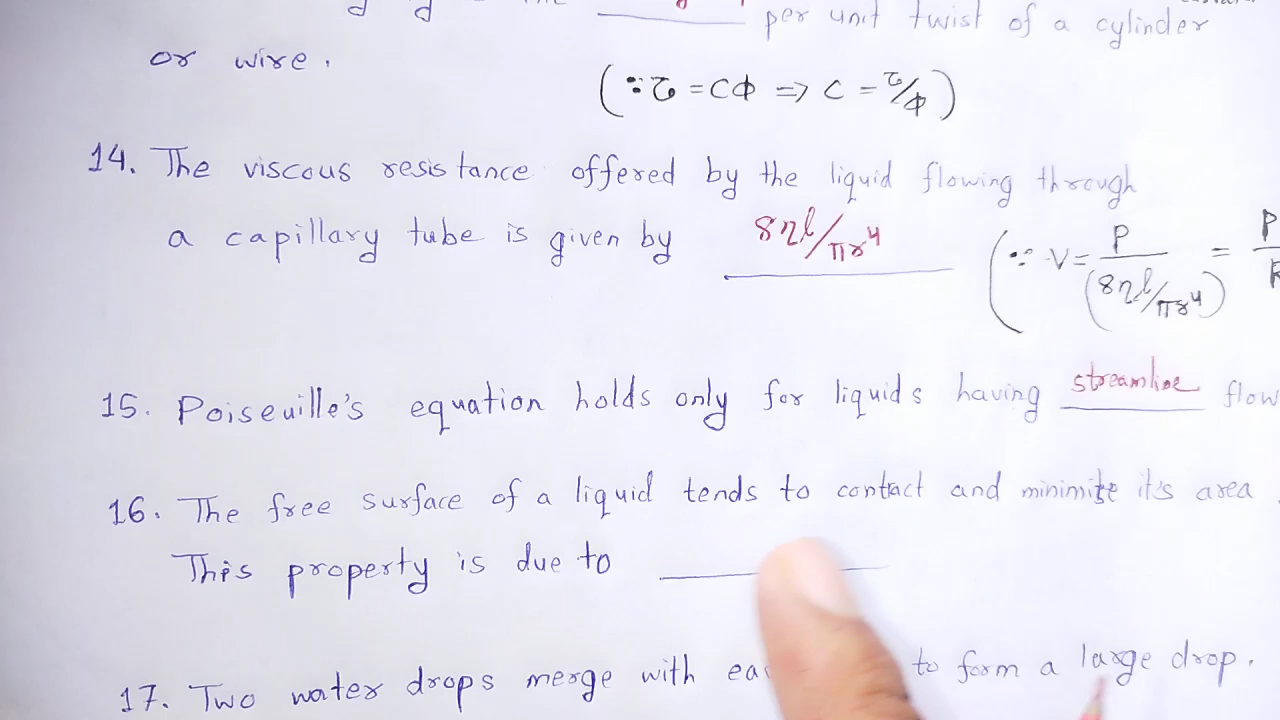 per unit twist of a cylinder
or wire.
(∵ τ = Cϕ => C = τ/ϕ)
14. The viscous resistance offered by the liquid flowing through
a capillary tube is given by 8ηl/πr⁴ (∵ V = P/(8ηl/πr⁴) = P/R
15. Poiseuille's equation holds only for liquids having streamline flow
16. The free surface of a liquid tends to contact and minimize it's area.
This property is due to
17. Two water drops merge with to form a large drop.